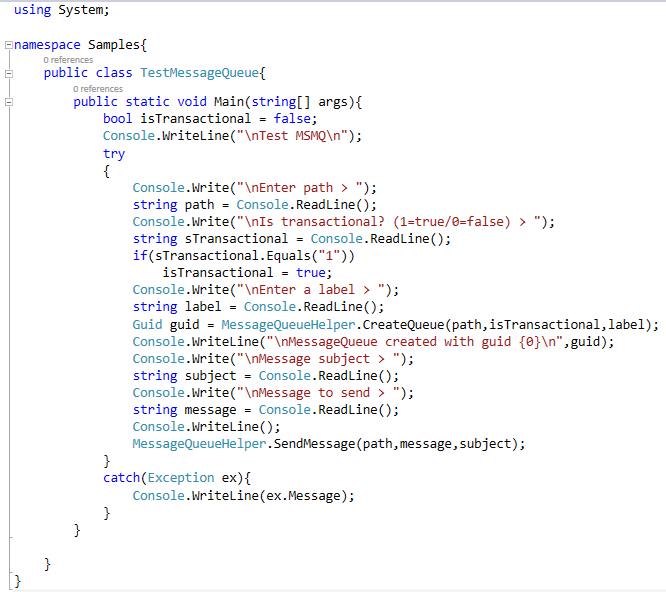 using System;
namespace Samples{
0 references
public class TestMessageQueue{
0 references
public static void Main(string[] args){
bool isTransactional = false;
Console.WriteLine("\nTest MSMQ\n");
try
{
Console.Write("\nEnter path > ");
string path = Console.ReadLine();
Console.Write("\nIs transactional? (1=true/0=false) > ");
string sTransactional = Console.ReadLine();
if(sTransactional.Equals("1"))
isTransactional = true;
Console.Write("\nEnter a label > ");
string label = Console.ReadLine();
Guid guid = MessageQueueHelper.CreateQueue(path,isTransactional,label);
Console.WriteLine("\nMessageQueue created with guid {0}\n",guid);
Console.Write("\nMessage subject > ");
string subject = Console.ReadLine();
Console.Write("\nMessage to send > ");
string message = Console.ReadLine();
Console.WriteLine();
MessageQueueHelper.SendMessage(path,message,subject);
}
catch(Exception ex){
Console.WriteLine(ex.Message);
}
}
}
}